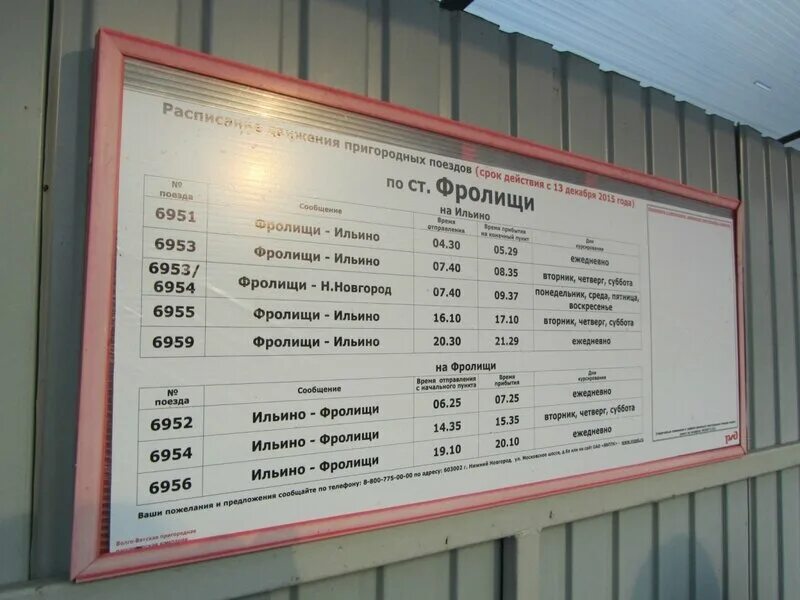 Расписание движения пригородных поездов (срок действия с 13 декабря 2015 года)
по ст. Фролищи
на Ильино
№ поезда Сообщение Время отправления Время прибытия на конечный пункт Дни курсирования
6951 Фролищи - Ильино 04.30 05.29 ежедневно
6953 Фролищи - Ильино 07.40 08.35 вторник, четверг, суббота
6953/6954 Фролищи - Н.Новгород 07.40 09.37 понедельник, среда, пятница, воскресенье
6955 Фролищи - Ильино 16.10 17.10 вторник, четверг, суббота
6959 Фролищи - Ильино 20.30 21.29 ежедневно
на Фролищи
№ поезда Сообщение Время отправления с начального пункта Время прибытия Дни курсирования
6952 Ильино - Фролищи 06.25 07.25 ежедневно
6954 Ильино - Фролищи 14.35 15.35 вторник, четверг, суббота
6956 Ильино - Фролищи 19.10 20.10 ежедневно
Ваши пожелания и предложения сообщайте по телефону: 8-800-775-00-00 по адресу: 603002 г. Нижний Новгород, ул. Московское шоссе,
Волго-Вятская пригородная